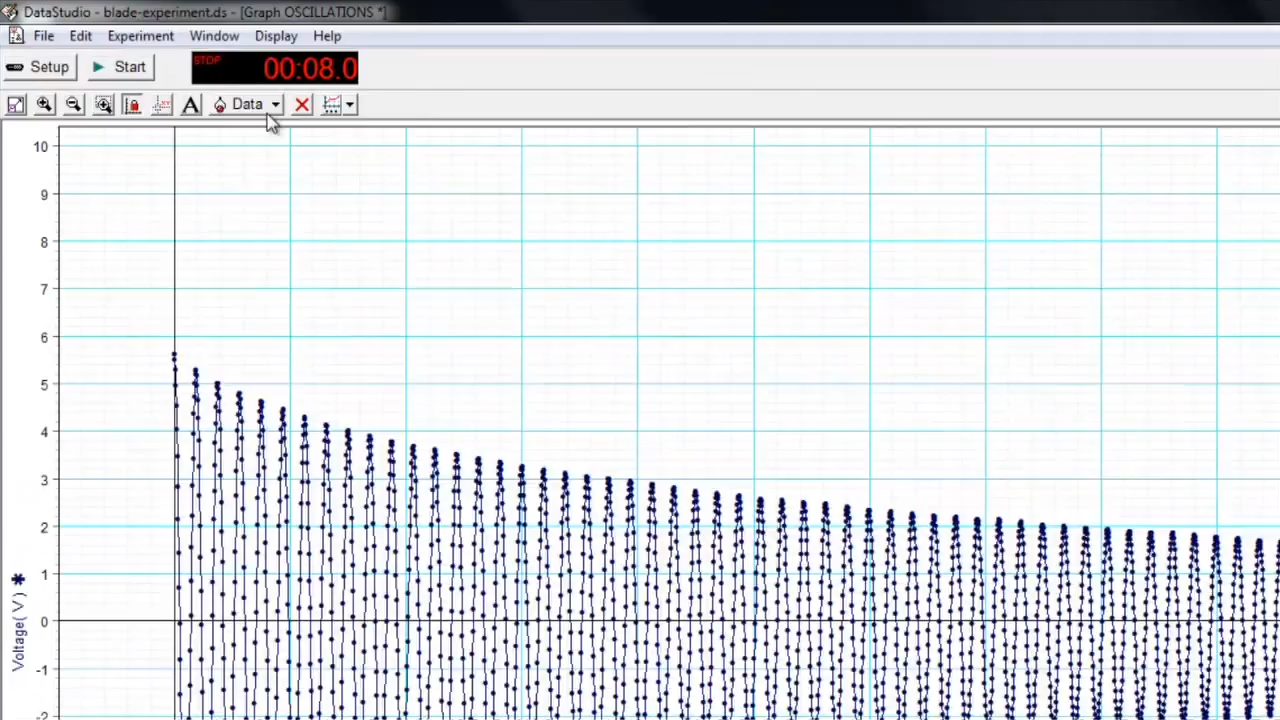 DataStudio - blade-experiment.ds - [Graph OSCILLATIONS *]
File Edit Experiment Window Display Help
Setup Start STOP 00:08.0
A Data
10
9
8
7
6
5
4
3
2
1
0
-1
-2
Voltage( V ) *